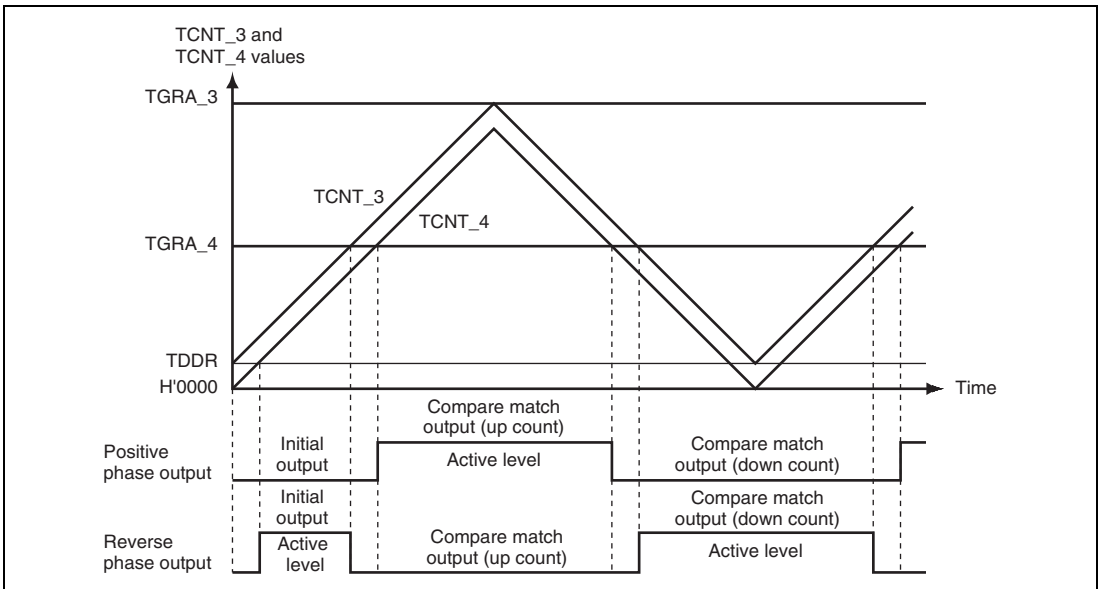 TCNT_3 and
TCNT_4 values
TGRA_3
TCNT_3
TCNT_4
TGRA_4
TDDR
H'0000
Time
Compare match
output (up count)
Positive
phase output
Initial
output
Active level
Compare match
output (down count)
Initial
output
Compare match
output (down count)
Reverse
phase output
Active
level
Compare match
output (up count)
Active level